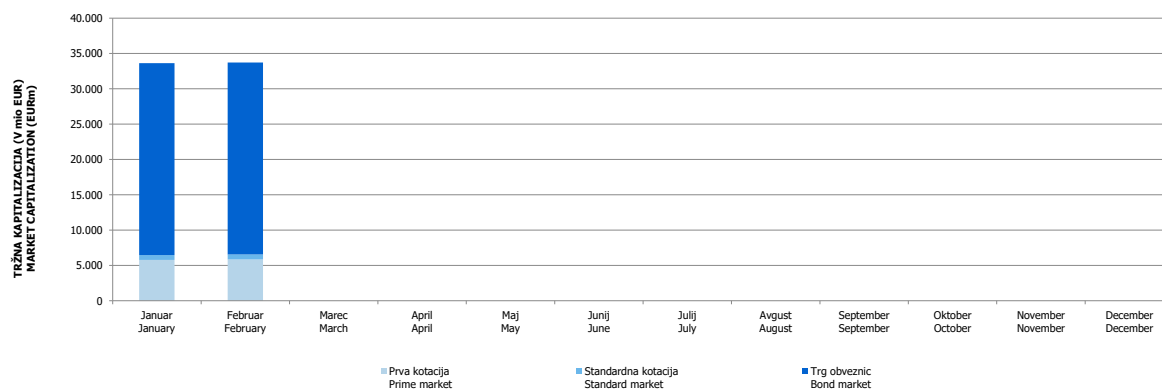 TRŽNA KAPITALIZACIJA (V mio EUR)
MARKET CAPITALIZATION (EURm)
40.000
35.000
30.000
25.000
20.000
15.000
10.000
5.000
0
Januar Februar Marec April Maj Junij Julij Avgust September Oktober November December
January February March April May June July August September October November December
Prva kotacija Standardna kotacija Trg obveznic
Prime market Standard market Bond market